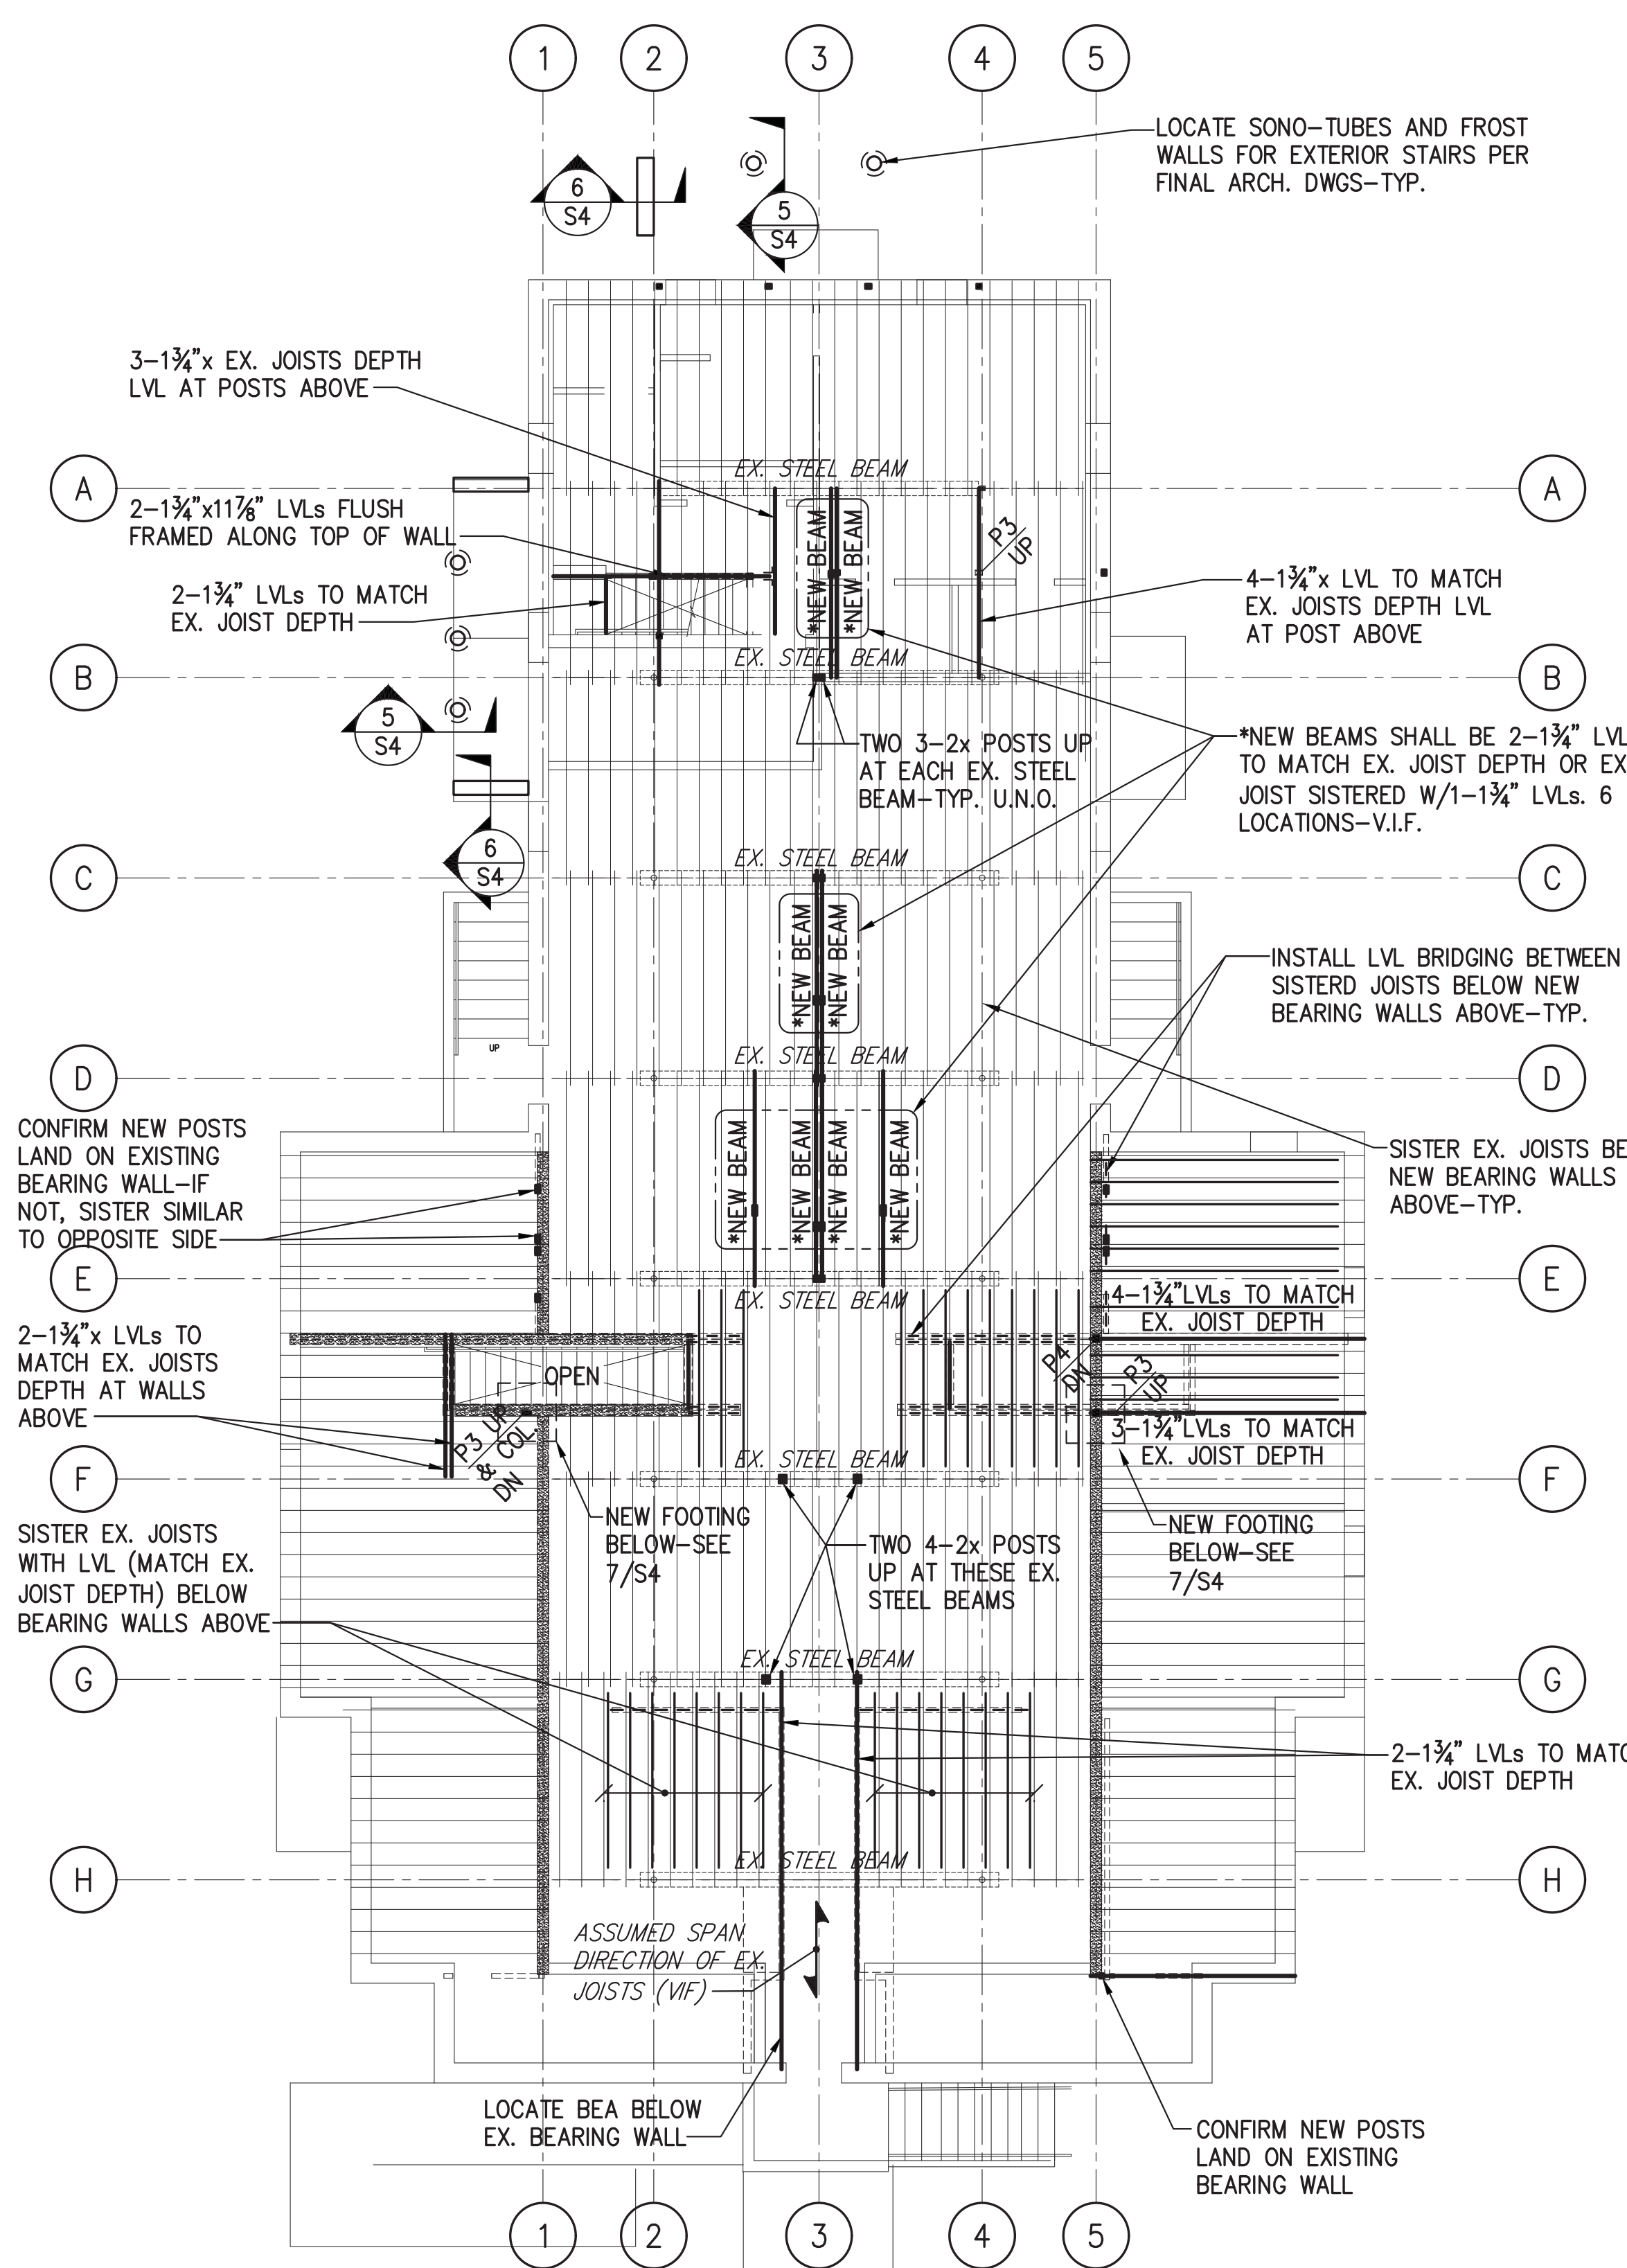 1 2 3 4 5
LOCATE SONO-TUBES AND FROST
WALLS FOR EXTERIOR STAIRS PER
FINAL ARCH. DWGS-TYP.
6
S4
5
S4
3-1¾"x EX. JOISTS DEPTH
LVL AT POSTS ABOVE
A
EX. STEEL BEAM
A
2-1¾"x11⅞" LVLs FLUSH
FRAMED ALONG TOP OF WALL
*NEW BEAM
*NEW BEAM
P3
UP
2-1¾" LVLs TO MATCH
EX. JOIST DEPTH
4-1¾"x LVL TO MATCH
EX. JOISTS DEPTH LVL
AT POST ABOVE
B
EX. STEEL BEAM
B
5
S4
TWO 3-2x POSTS UP
AT EACH EX. STEEL
BEAM-TYP. U.N.O.
*NEW BEAMS SHALL BE 2-1¾" LVL
TO MATCH EX. JOIST DEPTH OR EX
JOIST SISTERED W/1-1¾" LVLs. 6
LOCATIONS-V.I.F.
6
S4
C
EX. STEEL BEAM
C
*NEW BEAM
*NEW BEAM
INSTALL LVL BRIDGING BETWEEN
SISTERD JOISTS BELOW NEW
BEARING WALLS ABOVE-TYP.
UP
D
EX. STEEL BEAM
D
CONFIRM NEW POSTS
LAND ON EXISTING
BEARING WALL-IF
NOT, SISTER SIMILAR
TO OPPOSITE SIDE
*NEW BEAM
*NEW BEAM
*NEW BEAM
*NEW BEAM
SISTER EX. JOISTS BE
NEW BEARING WALLS
ABOVE-TYP.
E
EX. STEEL BEAM
E
4-1¾"LVLs TO MATCH
EX. JOIST DEPTH
2-1¾"x LVLs TO
MATCH EX. JOISTS
DEPTH AT WALLS
ABOVE
OPEN
P4
DN
P3
UP
P3 UP
& COL.
DN
3-1¾"LVLs TO MATCH
EX. JOIST DEPTH
F
EX. STEEL BEAM
F
NEW FOOTING
BELOW-SEE
7/S4
TWO 4-2x POSTS
UP AT THESE EX.
STEEL BEAMS
NEW FOOTING
BELOW-SEE
7/S4
SISTER EX. JOISTS
WITH LVL (MATCH EX.
JOIST DEPTH) BELOW
BEARING WALLS ABOVE
G
EX. STEEL BEAM
G
2-1¾" LVLs TO MATC
EX. JOIST DEPTH
H
EX. STEEL BEAM
H
ASSUMED SPAN
DIRECTION OF EX.
JOISTS (VIF)
LOCATE BEA BELOW
EX. BEARING WALL
CONFIRM NEW POSTS
LAND ON EXISTING
BEARING WALL
1 2 3 4 5